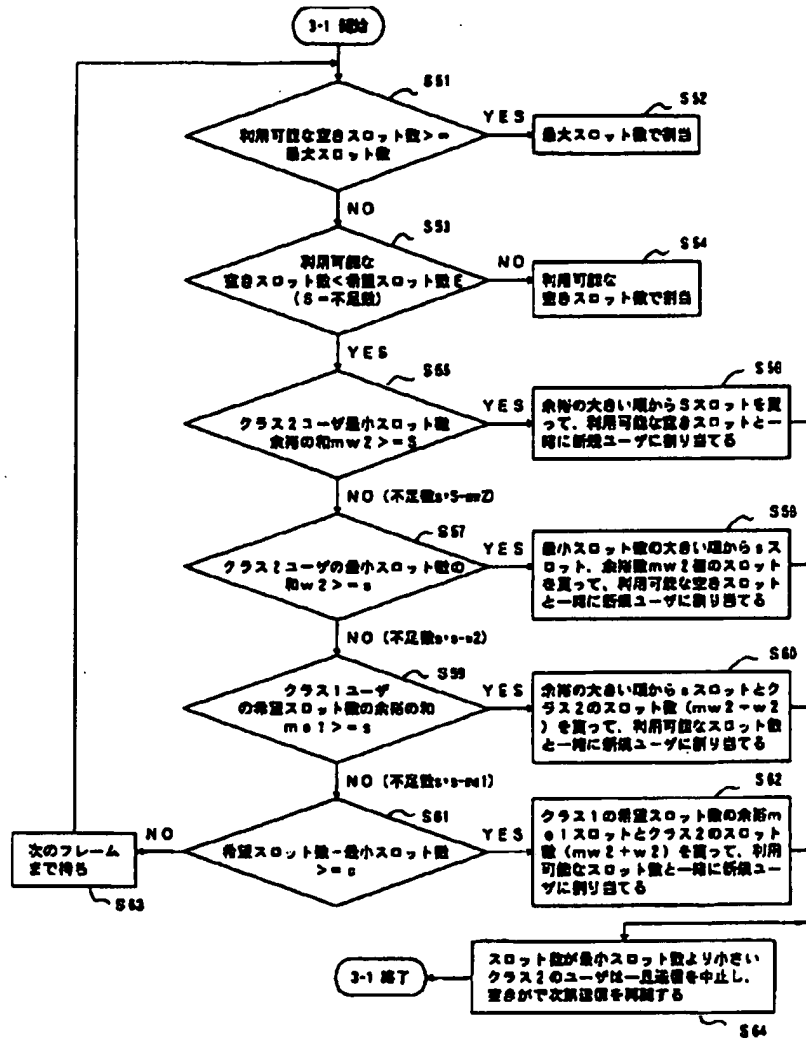 3-1 開始
S51
利用可能な空きスロット数>=
最大スロット数
YES
S52
最大スロット数で割当
NO
S53
利用可能な
空きスロット数<希望スロット数E
(S=不足数)
NO
S54
利用可能な
空きスロット数で割当
YES
S55
クラス2ユーザ最小スロット数
余裕の和mw2>=S
YES
S56
余裕の大きい順からSスロットを貰
って、利用可能な空きスロットと一
緒に新規ユーザに割り当てる
NO (不足数s=S-mw2)
S57
クラス2ユーザの最小スロット数の
和w2>=s
YES
S58
最小スロット数の大きい順からsス
ロット、余裕数mw2個のスロット
を貰って、利用可能な空きスロット
と一緒に新規ユーザに割り当てる
NO (不足数s=s-w2)
S59
クラス1ユーザ
の希望スロット数の余裕の和
me1>=s
YES
S60
余裕の大きい順からsスロットとク
ラス2のスロット数 (mw2+w2
) を貰って、利用可能なスロット数
と一緒に新規ユーザに割り当てる
NO (不足数s=s-me1)
S61
希望スロット数-最小スロット数
>=s
YES
S62
クラス1の希望スロット数の余裕m
e1スロットとクラス2のスロット
数 (mw2+w2) を貰って、利用
可能なスロット数と一緒に新規ユー
ザに割り当てる
NO
次のフレーム
まで待ち
S63
スロット数が最小スロット数より小さい
クラス2のユーザは一旦送信を中止し、
空きがで次第送信を再開する
S64
3-1 終了